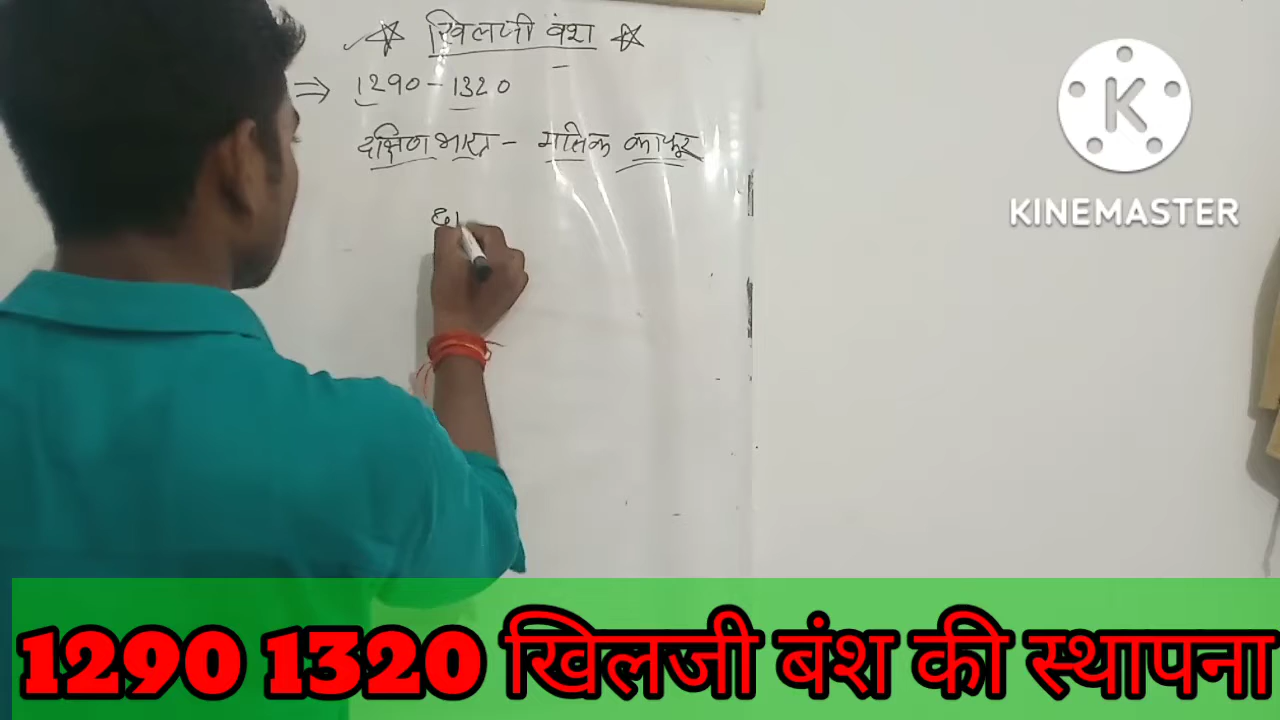 खिलजी बंश
⇒ 1290 - 1320
दक्षिण भारत - मलिक काफूर
K
KINEMASTER
1290 1320 खिलजी बंश की स्थापना